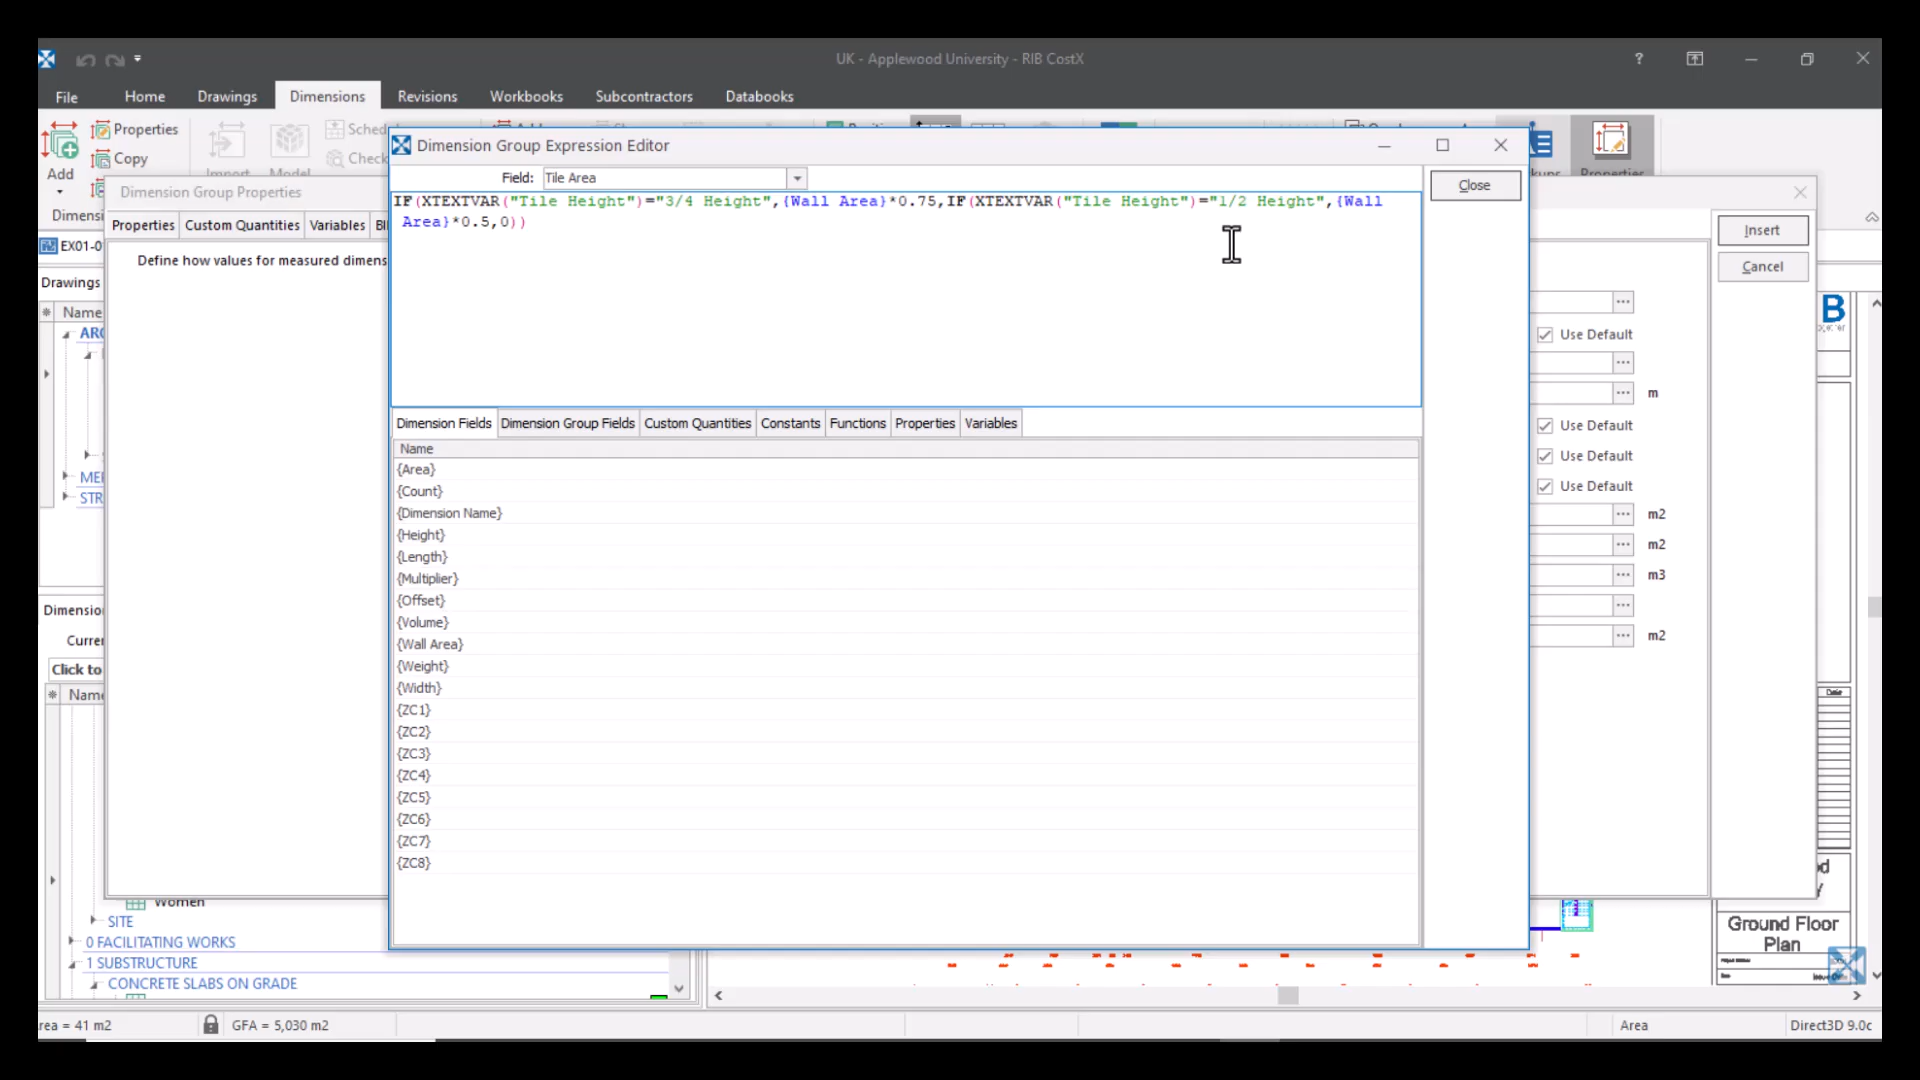 UK - Applewood University - RIB CostX
?
File Home Drawings Dimensions Revisions Workbooks Subcontractors Databooks
Properties
Copy
Add
Dimension Group Expression Editor
Field: Tile Area
Close
IF(XTEXTVAR("Tile Height")="3/4 Height",{Wall Area}*0.75,IF(XTEXTVAR("Tile Height")="1/2 Height",{Wall
Area}*0.5,0))
Dimension Group Properties
Properties Custom Quantities Variables
Define how values for measured dimens
Insert
Cancel
Drawings
Name
Use Default
m
Use Default
Use Default
Use Default
m2
m2
m3
m2
Dimension Fields Dimension Group Fields Custom Quantities Constants Functions Properties Variables
Name
{Area}
{Count}
{Dimension Name}
{Height}
{Length}
{Multiplier}
{Offset}
{Volume}
{Wall Area}
{Weight}
{Width}
{ZC1}
{ZC2}
{ZC3}
{ZC4}
{ZC5}
{ZC6}
{ZC7}
{ZC8}
Click to
Name
Women
SITE
0 FACILITATING WORKS
1 SUBSTRUCTURE
CONCRETE SLABS ON GRADE
B
Date
Ground Floor
Plan
rea = 41 m2 GFA = 5,030 m2 Area Direct3D 9.0c